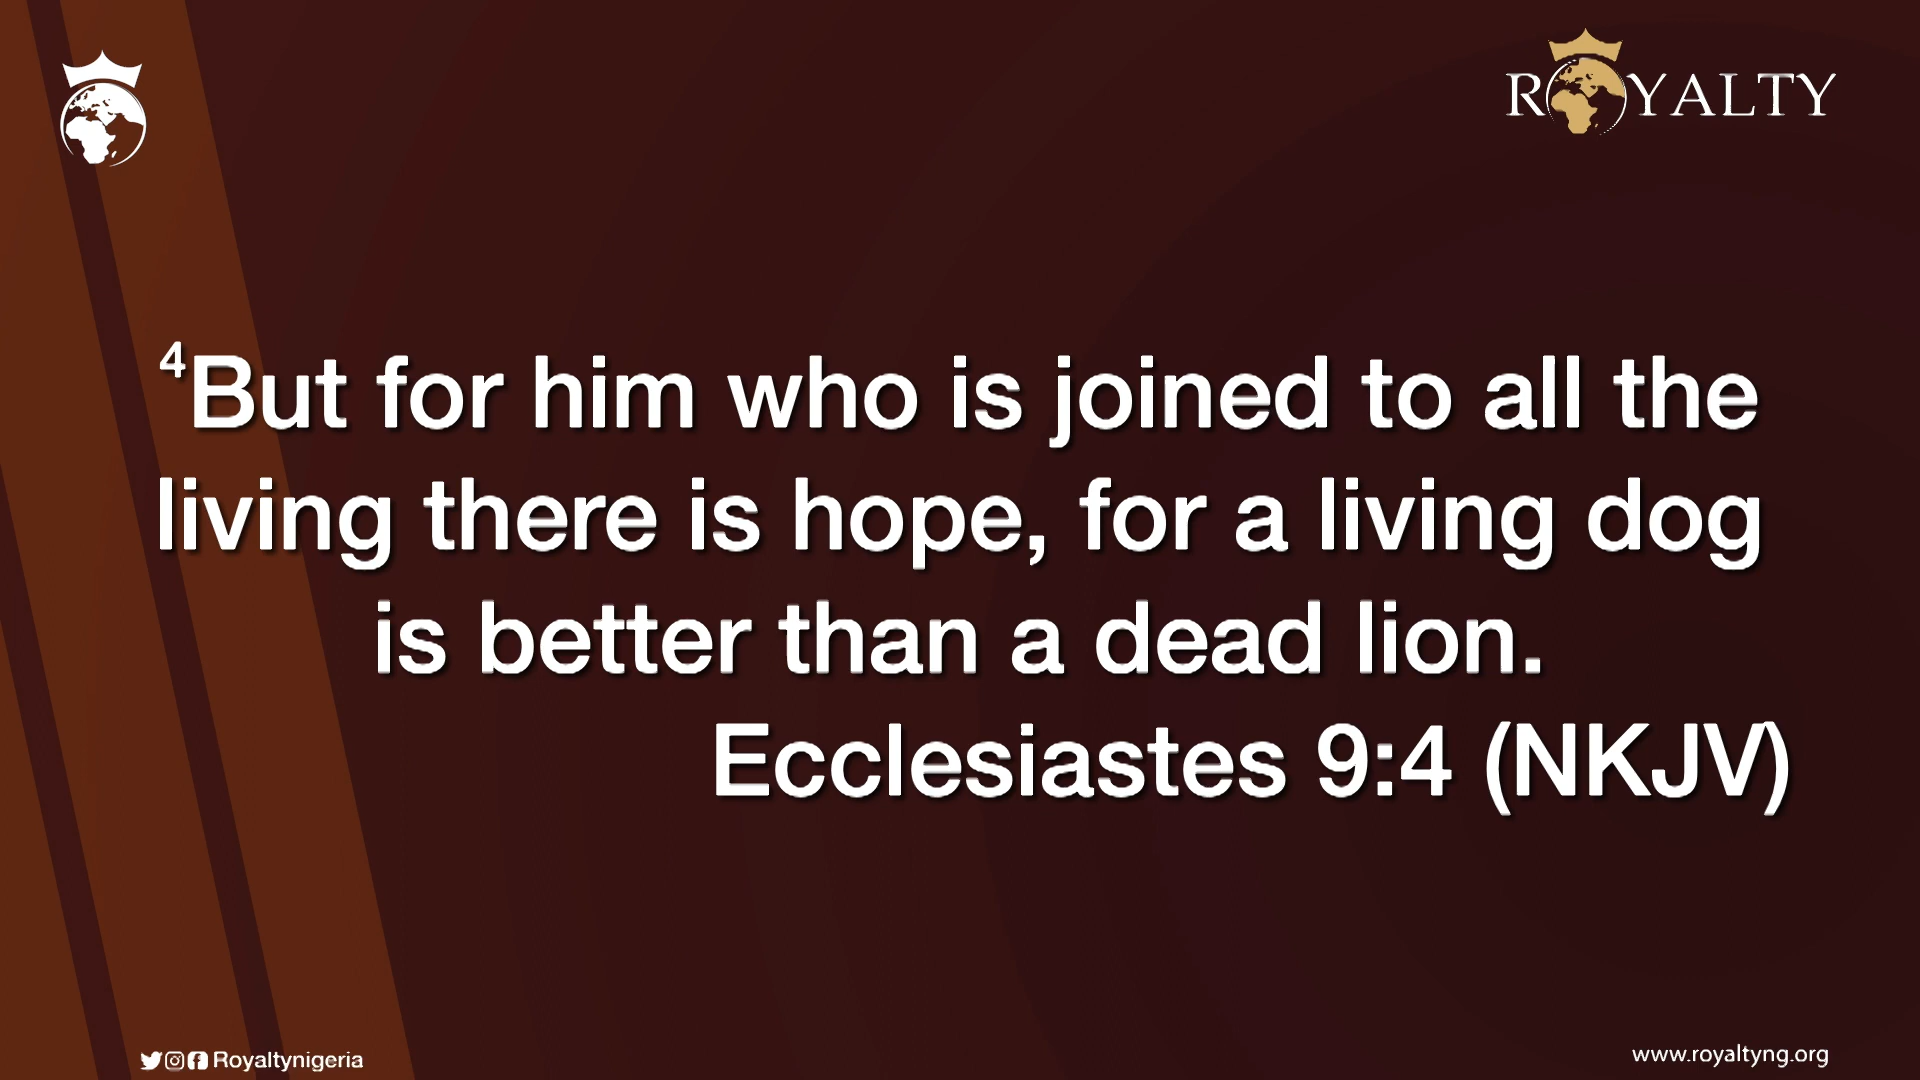 ROYALTY
⁴But for him who is joined to all the
living there is hope, for a living dog
is better than a dead lion.
Ecclesiastes 9:4 (NKJV)
Royaltynigeria
www.royaltyng.org